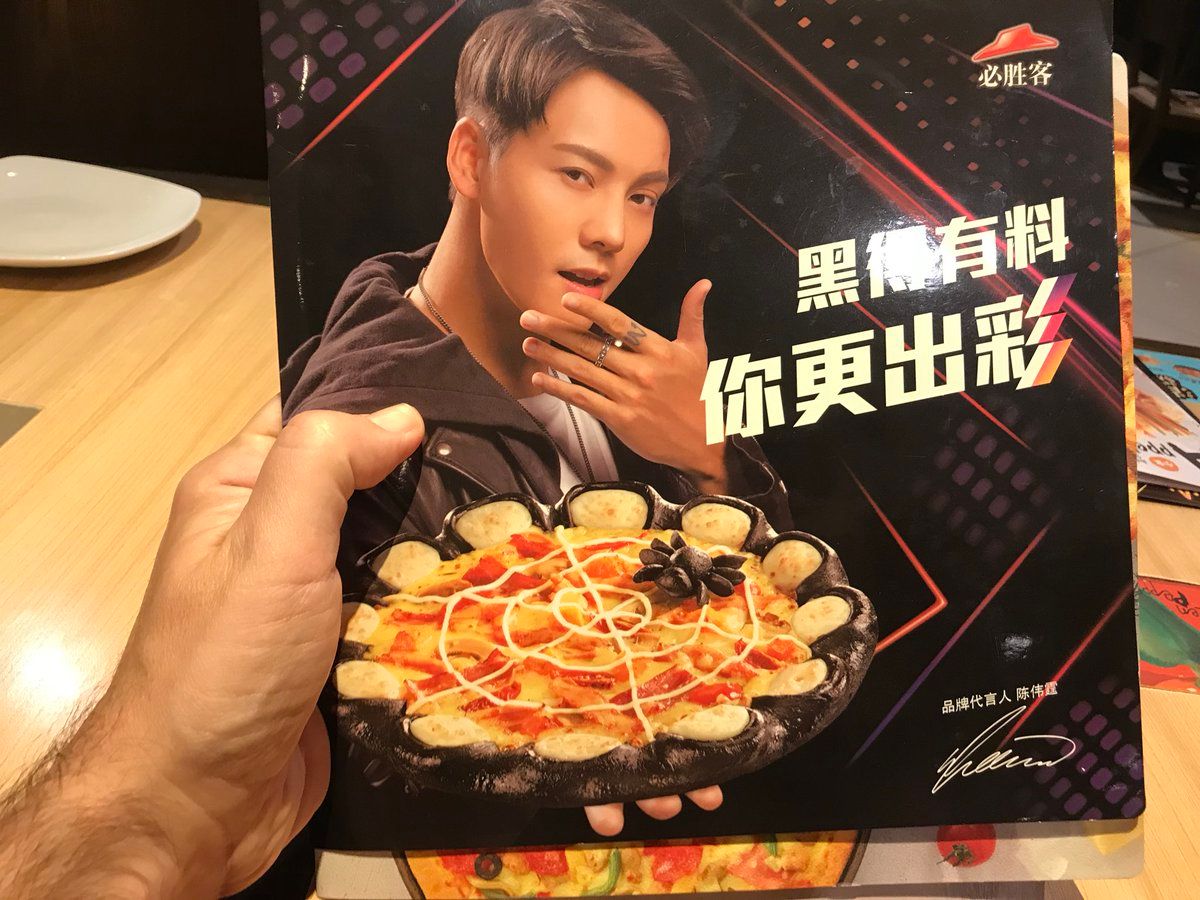 必胜客
黑得有料
你更出彩
品牌代言人 陈伟霆